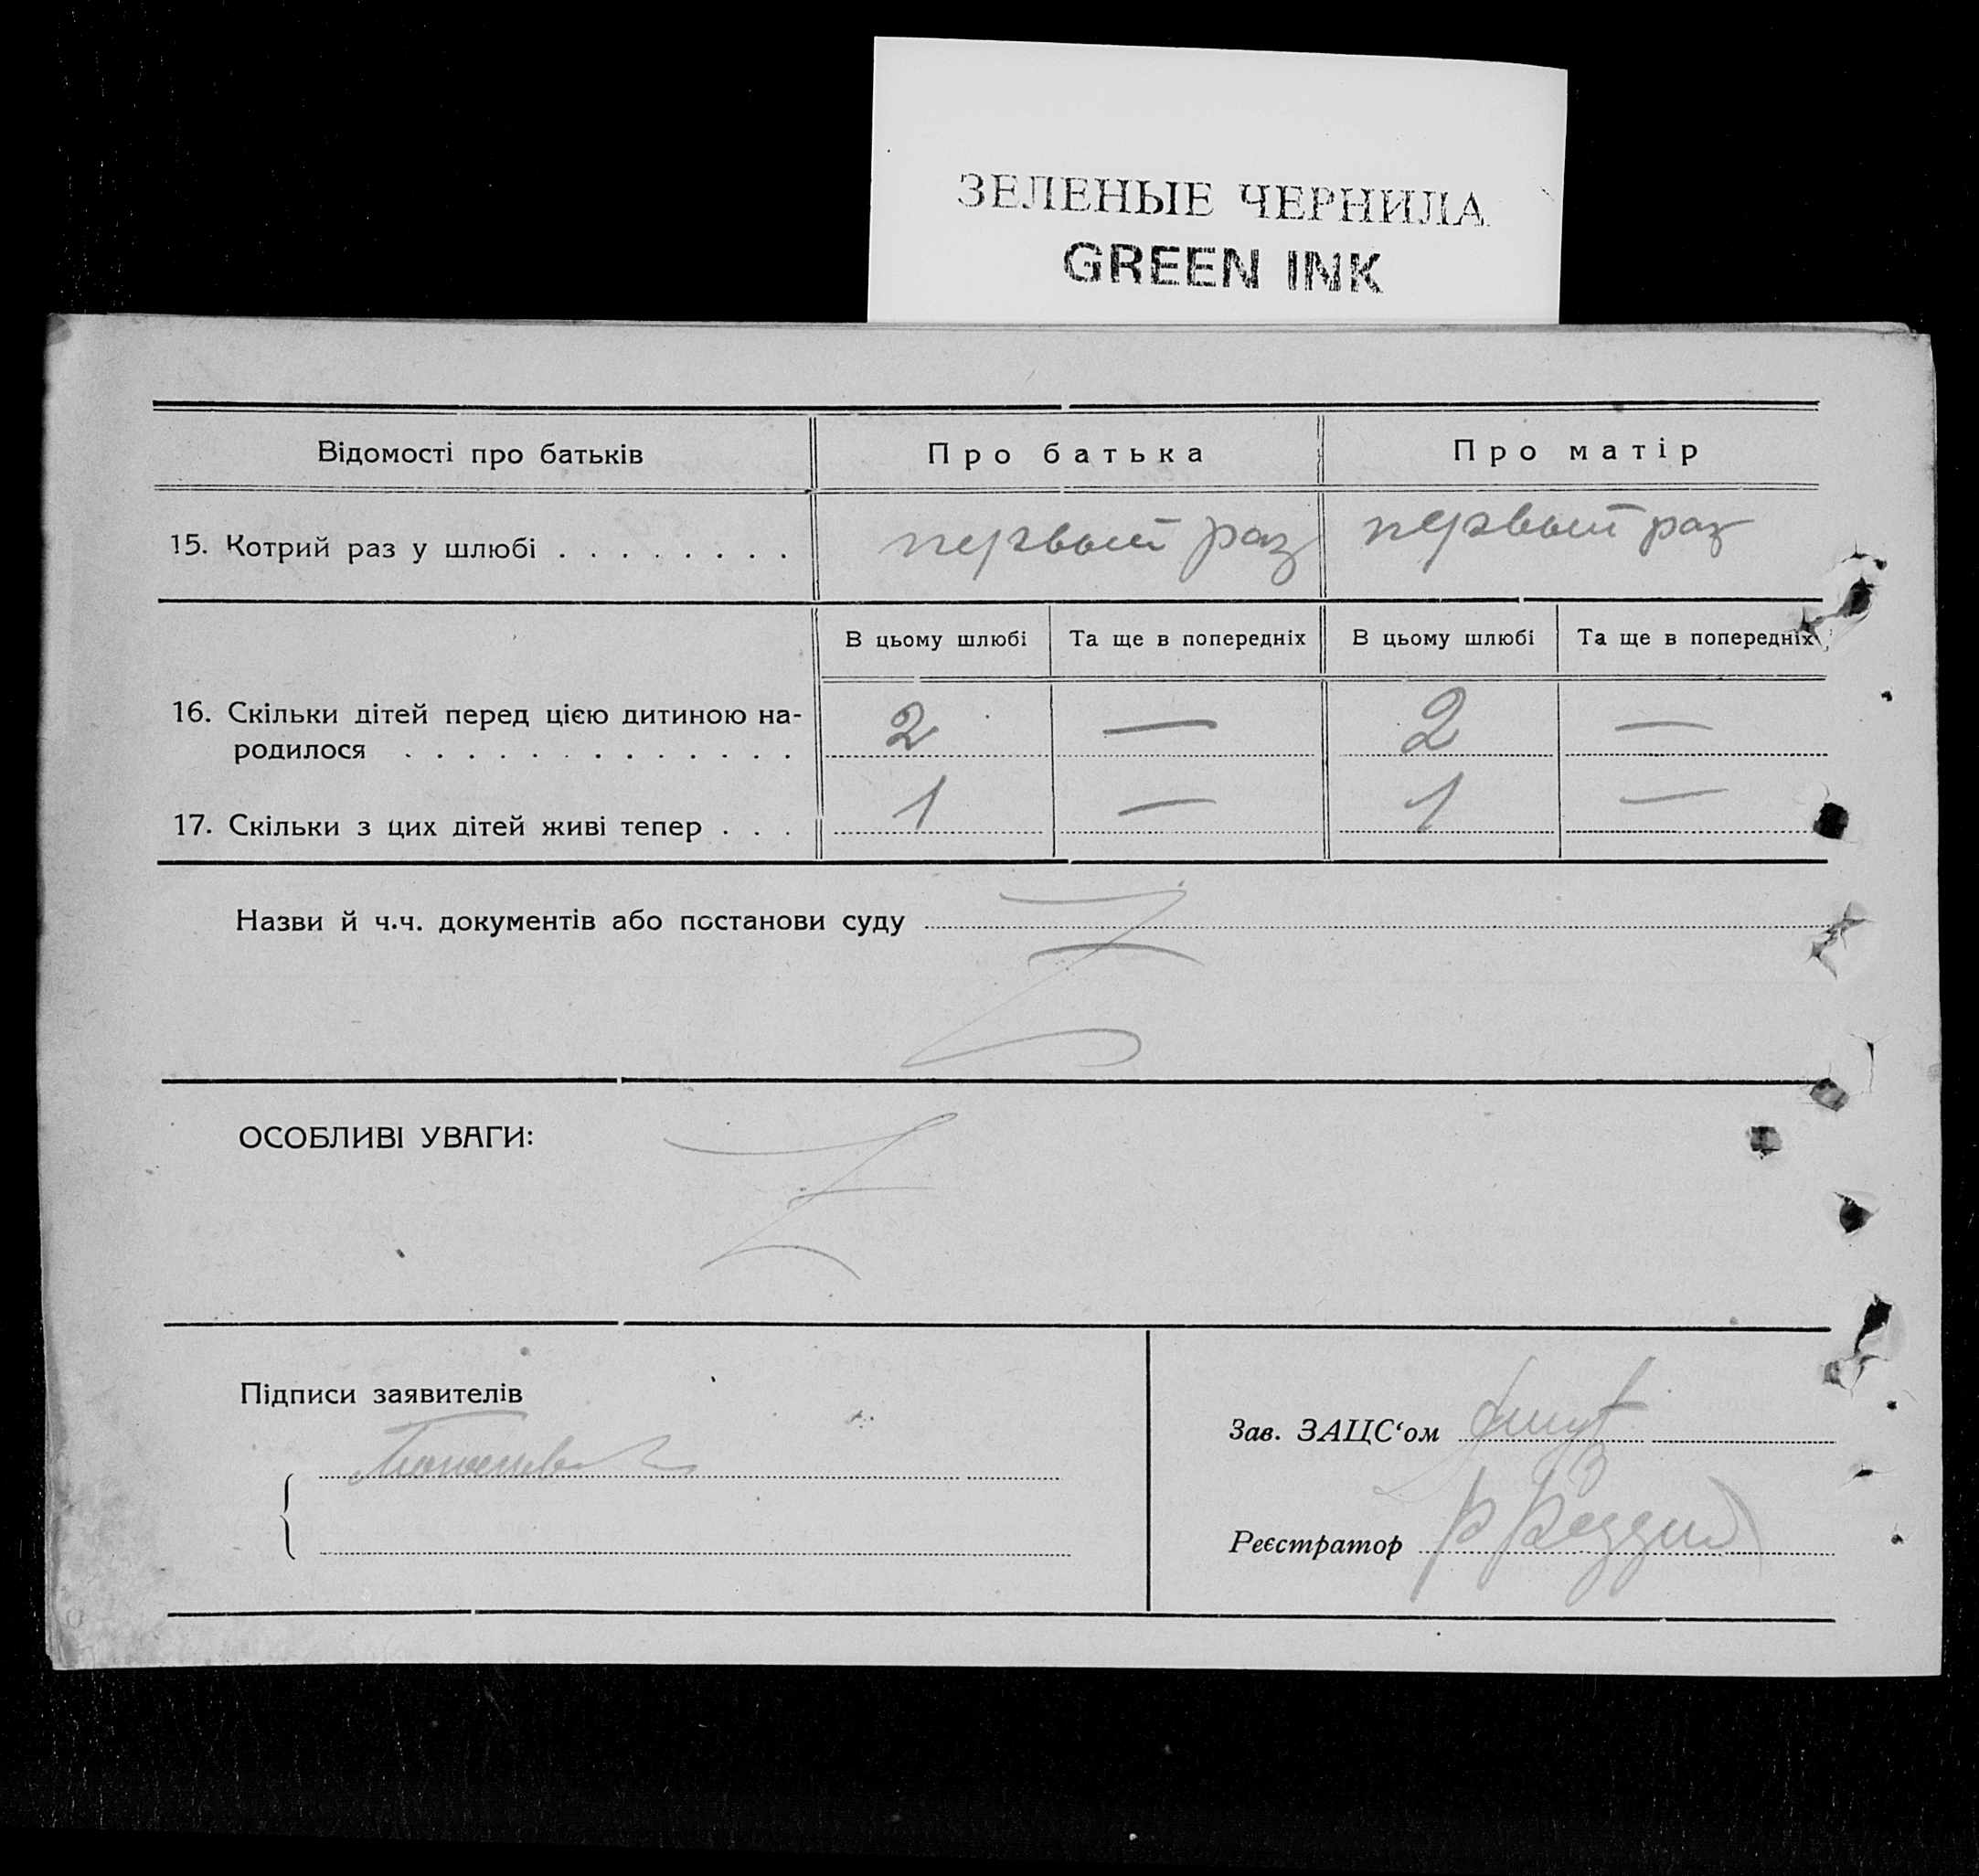 ЗЕЛЕНЫЕ ЧЕРНИЛА
GREEN INK
Відомості про батьків Про батька Про матір
15. Котрий раз у шлюбі . . . . . . . . первый раз первый раз
В цьому шлюбі Та ще в попередніх В цьому шлюбі Та ще в попередніх
16. Скільки дітей перед цією дитиною на-
родилося . . . . . . . . . . . . . 2 — 2 —
17. Скільки з цих дітей живі тепер . . . 1 — 1 —
Назви й ч.ч. документів або постанови суду
ОСОБЛИВІ УВАГИ:
Підписи заявителів
Зав. ЗАЦС‘ом
Реєстратор